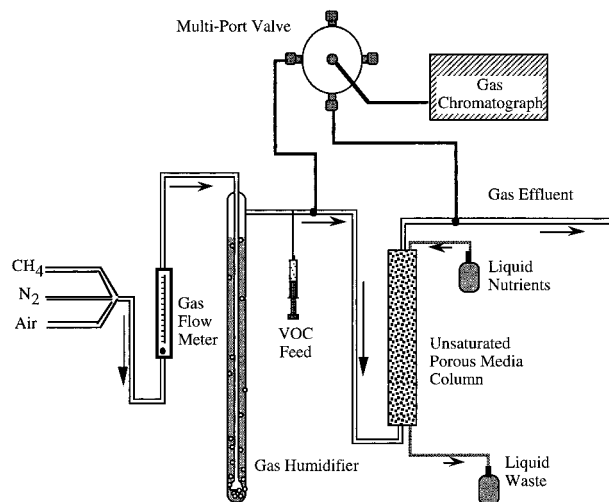 Multi-Port Valve
Gas
Chromatograph
Gas Effluent
CH4
N2
Air
Gas
Flow
Meter
VOC
Feed
Liquid
Nutrients
Unsaturated
Porous Media
Column
Gas Humidifier
Liquid
Waste